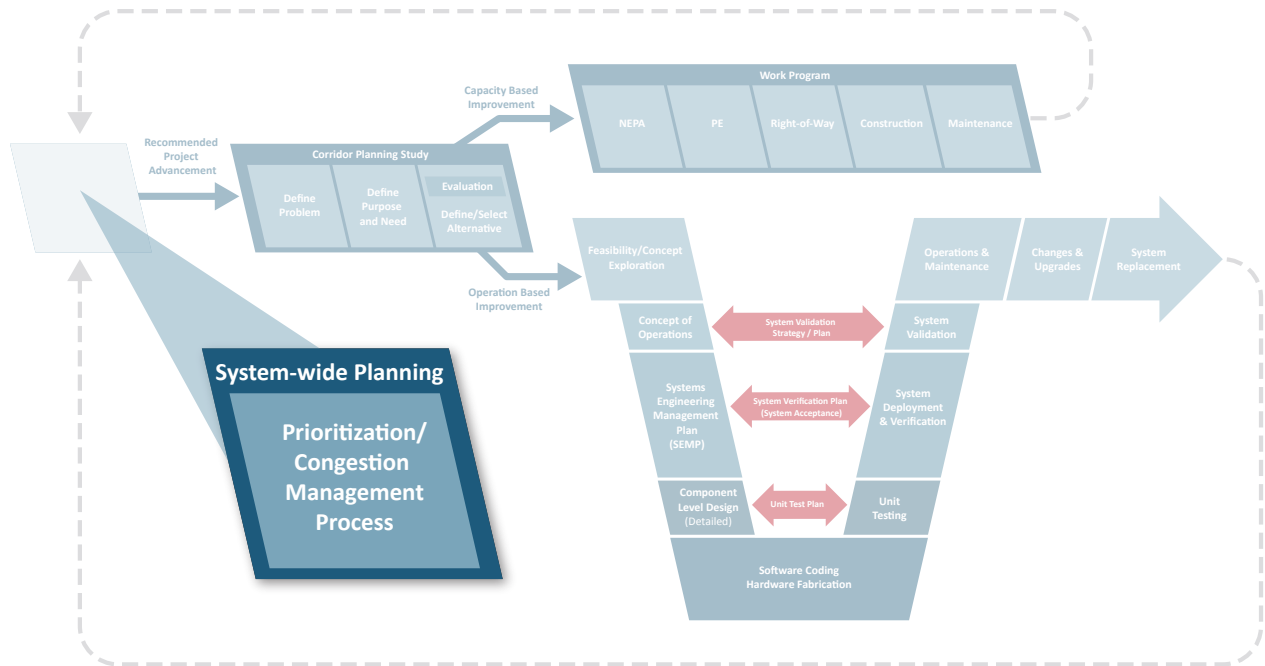 Work Program
NEPA
PE
Right-of-Way
Construction
Maintenance
Capacity Based
Improvement
Recommended
Project
Advancement
Corridor Planning Study
Define
Problem
Define
Purpose
and Need
Evaluation
Define/Select
Alternative
Operation Based
Improvement
System-wide Planning
Prioritization/
Congestion
Management
Process
Feasibility/Concept
Exploration
Concept of
Operations
Systems
Engineering
Management
Plan
(SEMP)
Component
Level Design
(Detailed)
Software Coding
Hardware Fabrication
System Validation
Strategy / Plan
System Verification Plan
(System Acceptance)
Unit Test Plan
Unit
Testing
System
Deployment
& Verification
System
Validation
Operations &
Maintenance
Changes &
Upgrades
System
Replacement